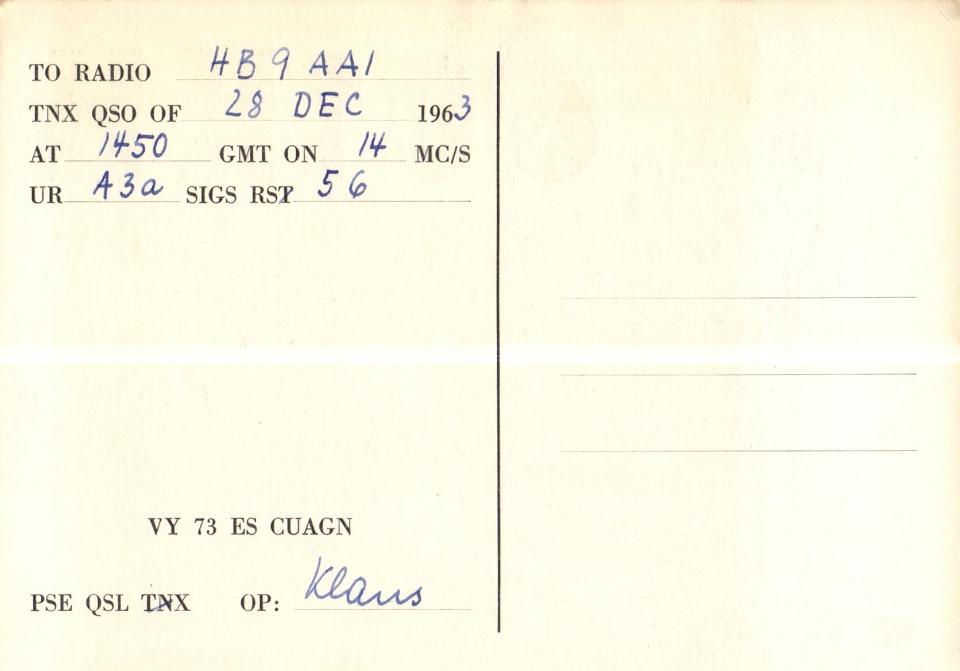 TO RADIO HB9AAI
TNX QSO OF 28 DEC 1963
AT 1450 GMT ON 14 MC/S
UR A3a SIGS RST 56
VY 73 ES CUAGN
PSE QSL TNX OP: Klaus